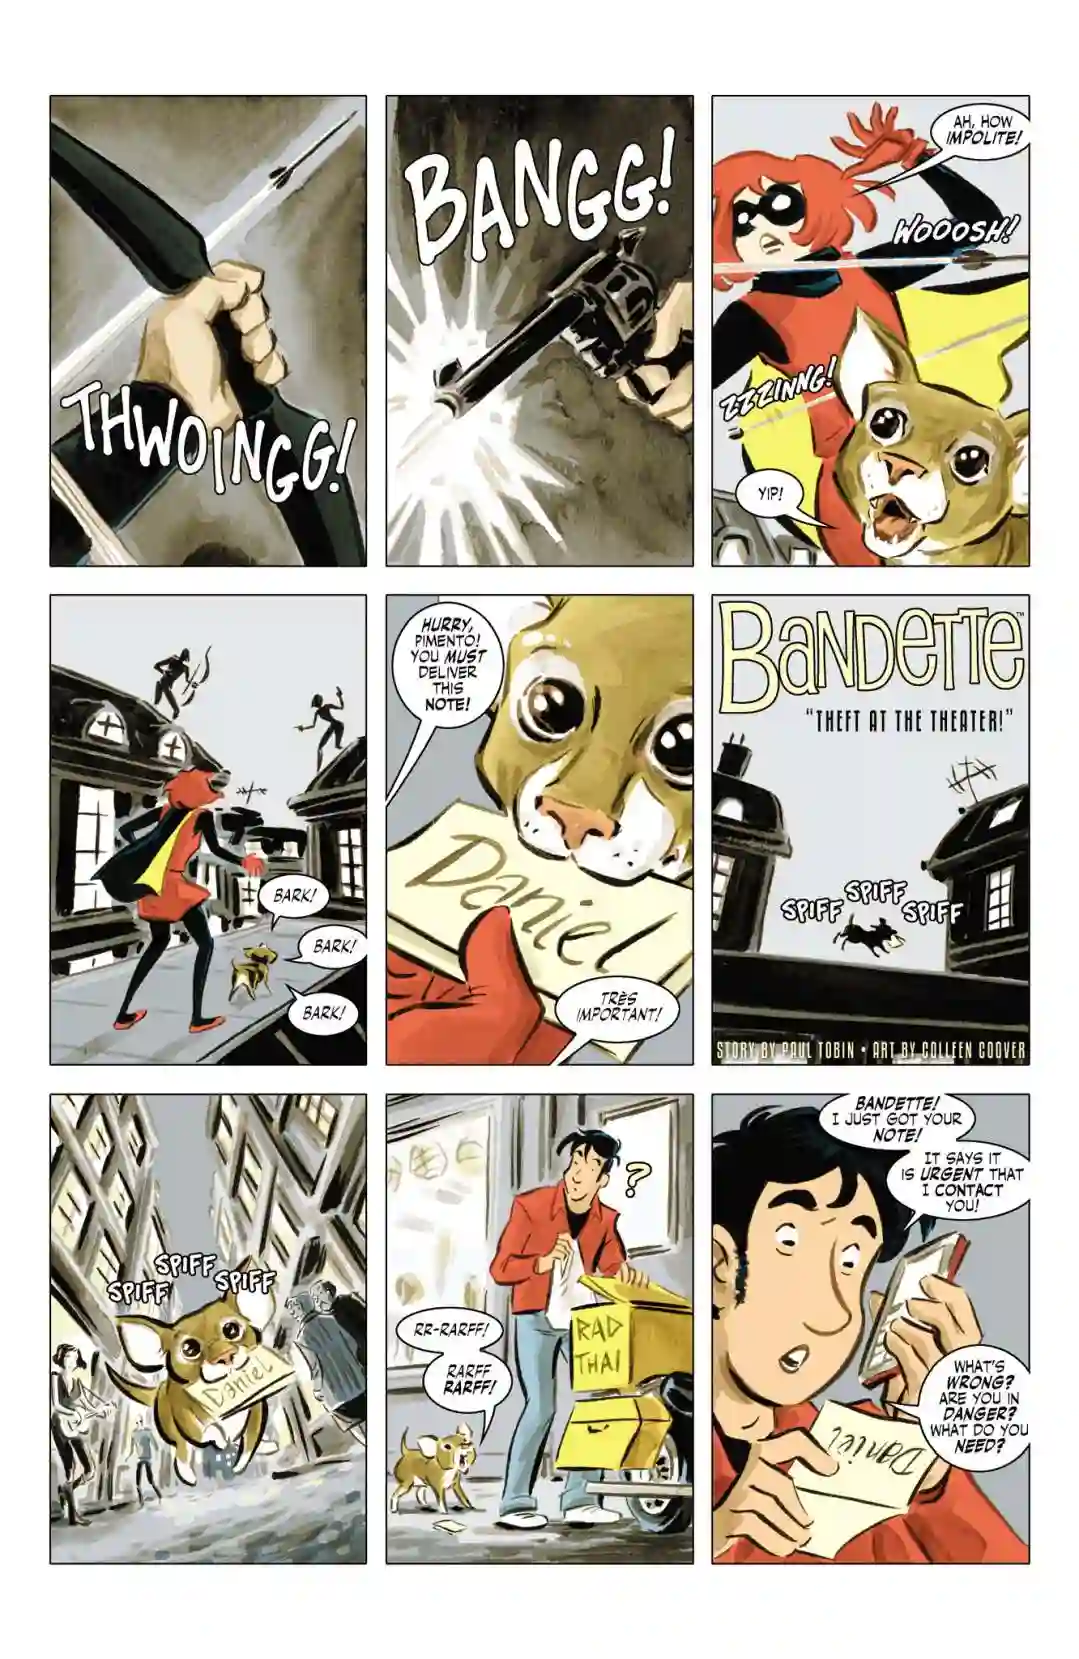 THWOINGG!
BANGG!
AH, HOW
IMPOLITE!
WOOOSH!
ZZZINNG!
YIP!
BARK!
BARK!
BARK!
HURRY,
PIMENTO!
YOU MUST
DELIVER
THIS
NOTE!
Daniel
TRÈS
IMPORTANT!
BANDETTE™
"THEFT AT THE THEATER!"
SPIFF
SPIFF
SPIFF
STORY BY PAUL TOBIN • ART BY COLLEEN COOVER
SPIFF
SPIFF
SPIFF
Daniel
?
RR-RARFF!
RARFF
RARFF!
RAD
THAI
BANDETTE!
I JUST GOT YOUR
NOTE!
IT SAYS IT
IS URGENT THAT
I CONTACT
YOU!
WHAT'S
WRONG?
ARE YOU IN
DANGER?
WHAT DO YOU
NEED?
Daniel